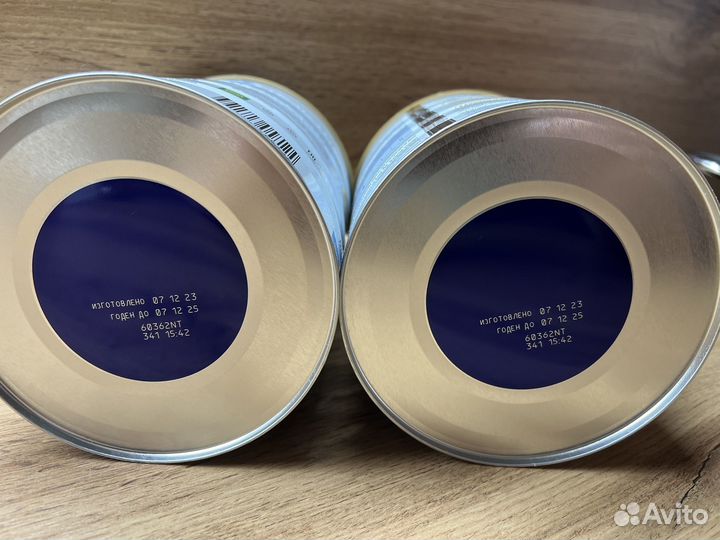 ИЗГОТОВЛЕНО 07 12 23
ГОДЕН ДО 07 12 25
60362NT
341 15:42
ИЗГОТОВЛЕНО 07 12 23
ГОДЕН ДО 07 12 25
60362NT
341 15:42
Avito